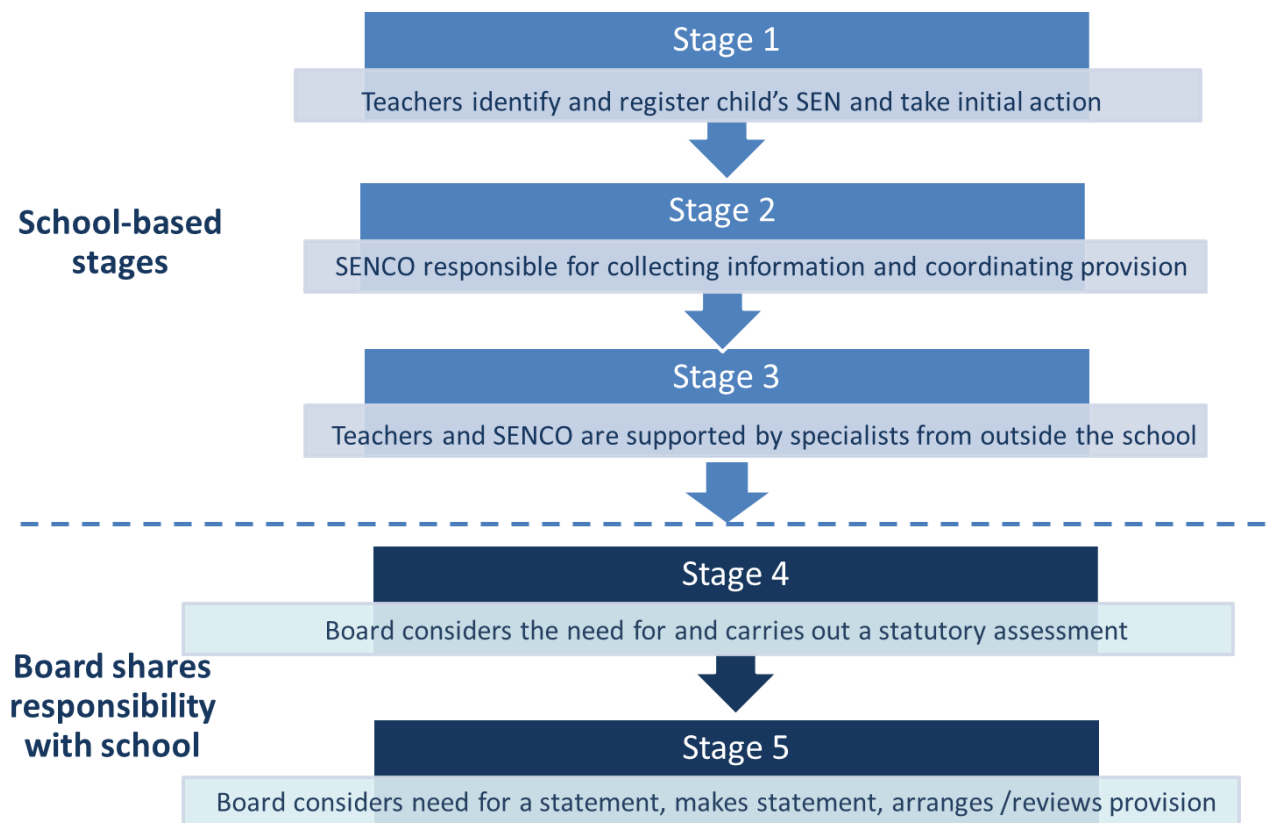 Stage 1
Teachers identify and register child's SEN and take initial action
School-based
stages
Stage 2
SENCO responsible for collecting information and coordinating provision
Stage 3
Teachers and SENCO are supported by specialists from outside the school
Stage 4
Board considers the need for and carries out a statutory assessment
Board shares
responsibility
with school
Stage 5
Board considers need for a statement, makes statement, arranges /reviews provision